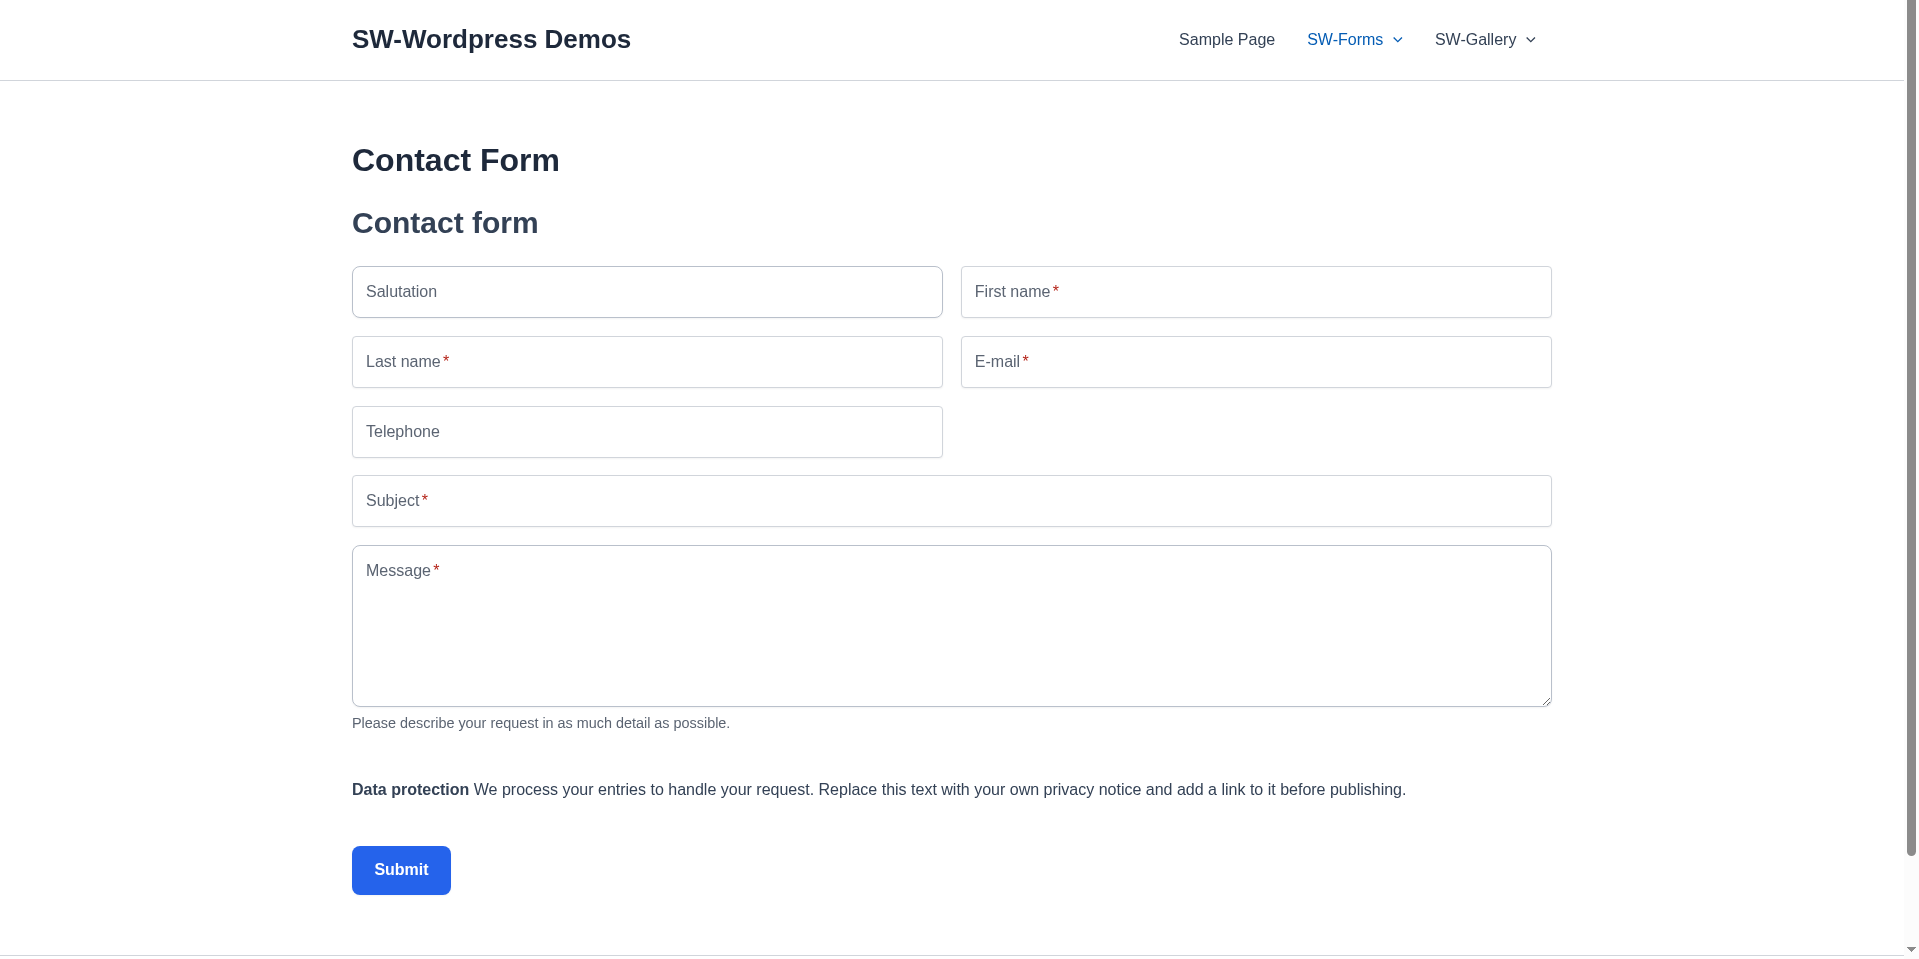 SW-Wordpress Demos
Sample Page
SW-Forms
SW-Gallery
Contact Form
Contact form
Salutation
First name*
Last name*
E-mail*
Telephone
Subject*
Message*
Please describe your request in as much detail as possible.
Data protection We process your entries to handle your request. Replace this text with your own privacy notice and add a link to it before publishing.
Submit